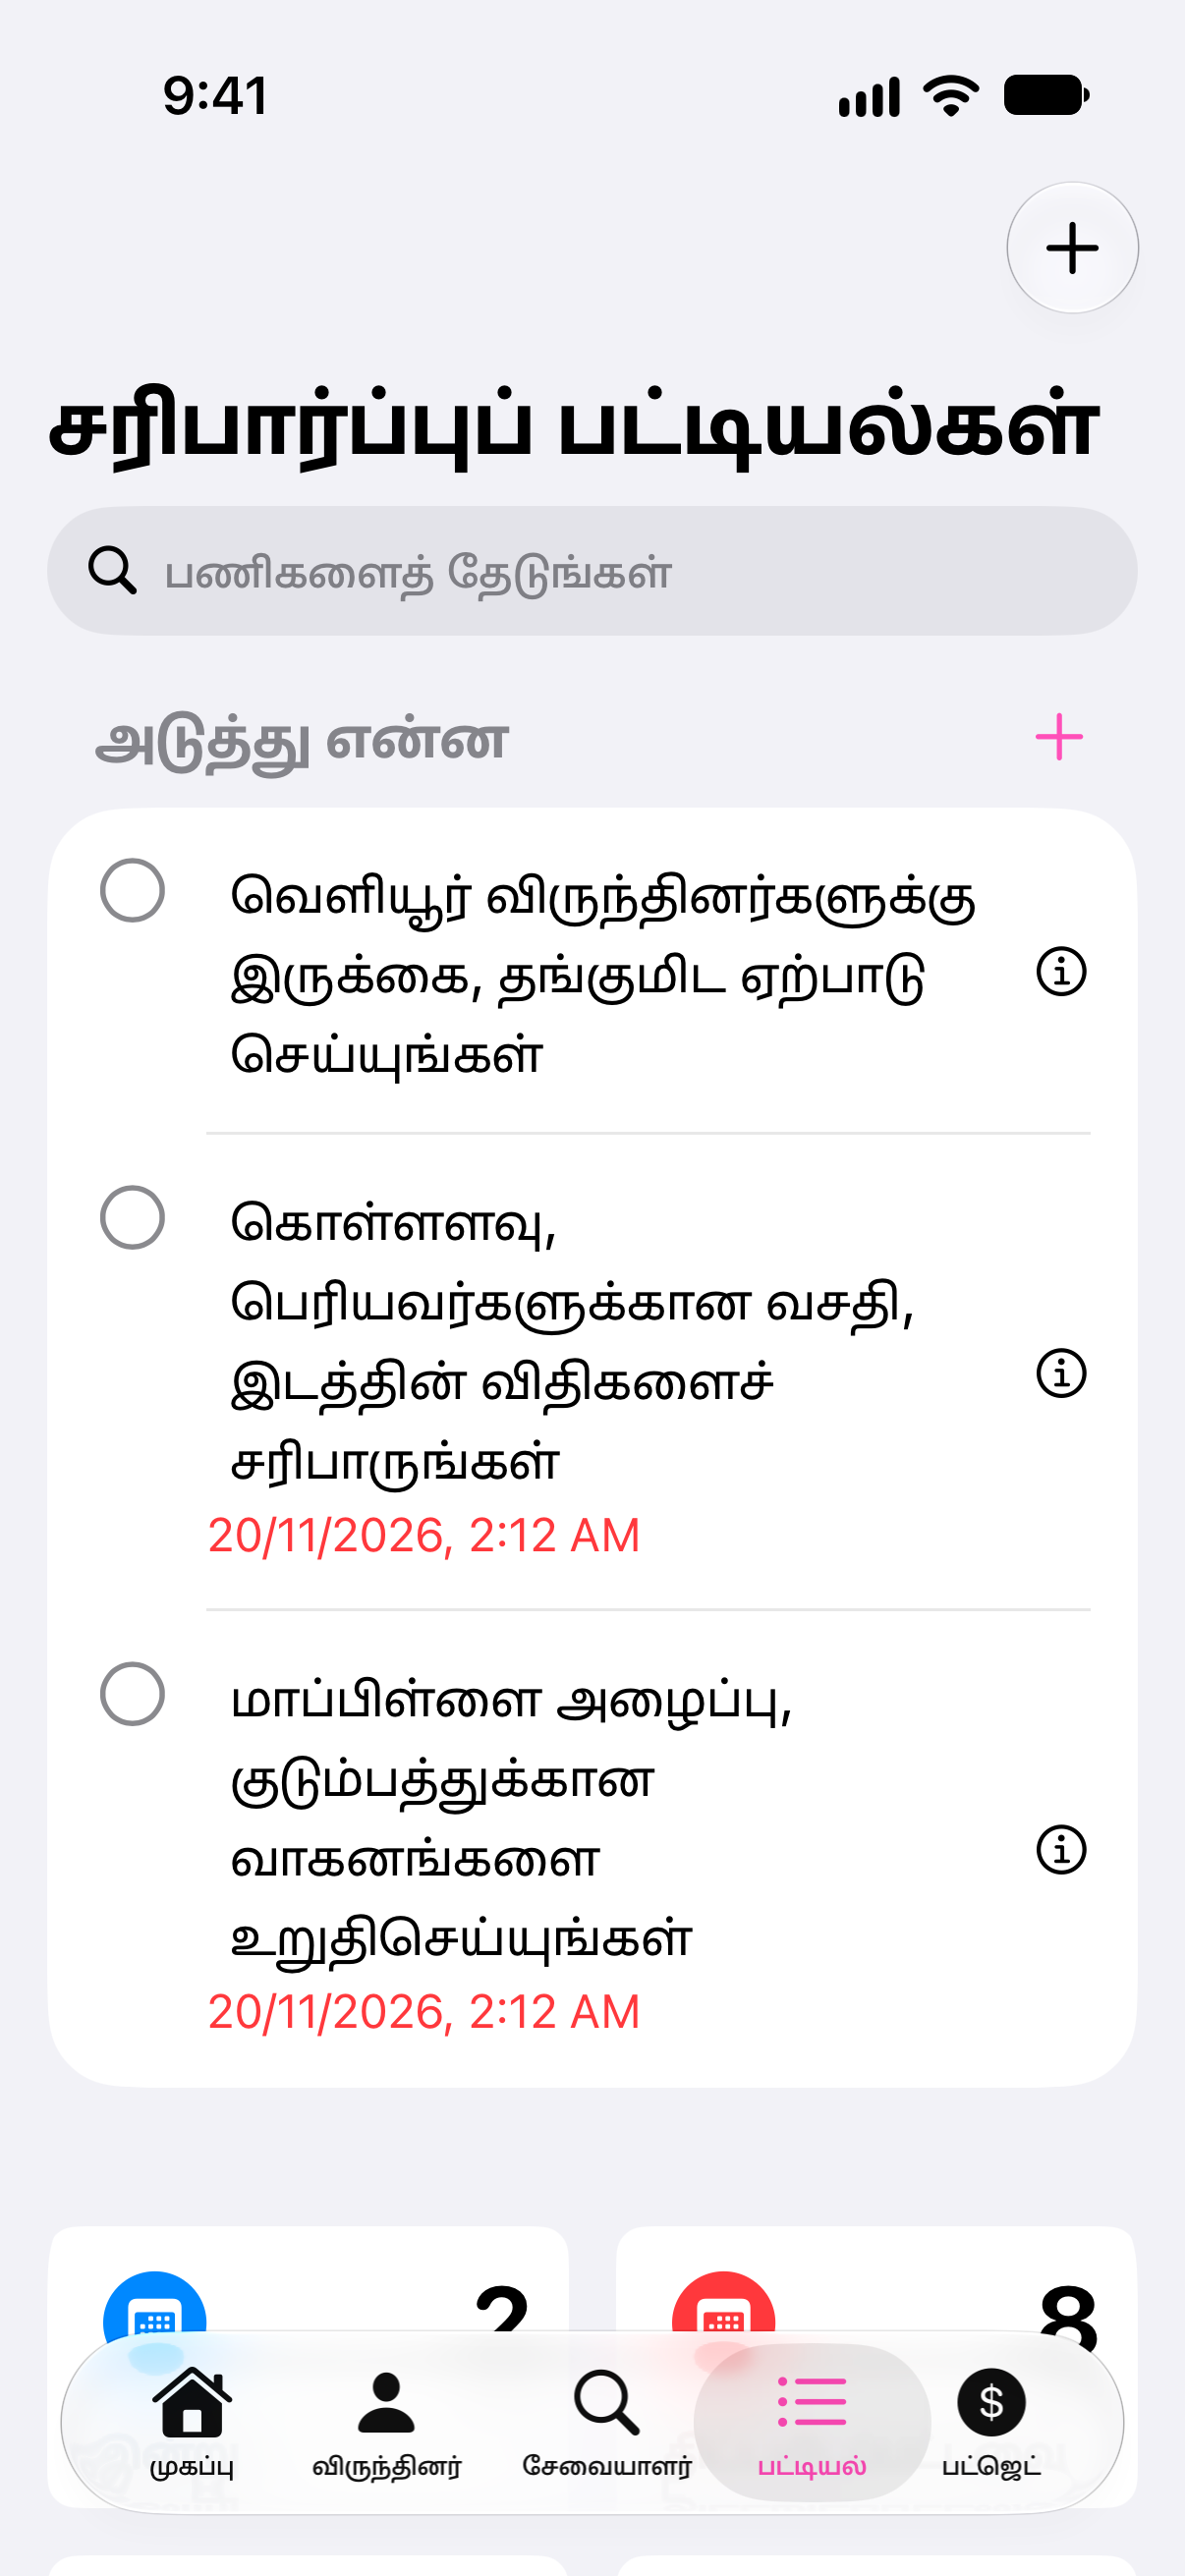 9:41
சரிபார்ப்புப் பட்டியல்கள்
பணிகளைத் தேடுங்கள்
அடுத்து என்ன
வெளியூர் விருந்தினர்களுக்கு
இருக்கை, தங்குமிட ஏற்பாடு
செய்யுங்கள்
கொள்ளளவு,
பெரியவர்களுக்கான வசதி,
இடத்தின் விதிகளைச்
சரிபாருங்கள்
20/11/2026, 2:12 AM
மாப்பிள்ளை அழைப்பு,
குடும்பத்துக்கான
வாகனங்களை
உறுதிசெய்யுங்கள்
20/11/2026, 2:12 AM
2 8
முகப்பு விருந்தினர் சேவையாளர் பட்டியல் பட்ஜெட்